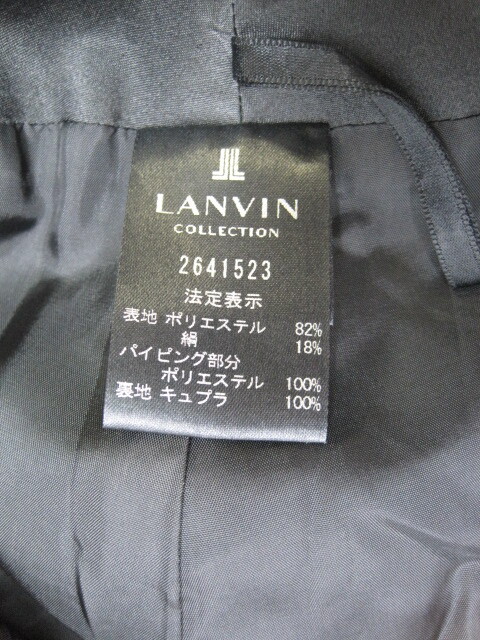 LANVIN
COLLECTION
2641523
法定表示
表地 ポリエステル 82%
絹 18%
パイピング部分
ポリエステル 100%
裏地 キュプラ 100%